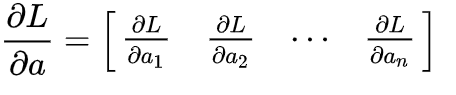 ∂L/∂a = [ ∂L/∂a₁ ∂L/∂a₂ ⋯ ∂L/∂aₙ ]